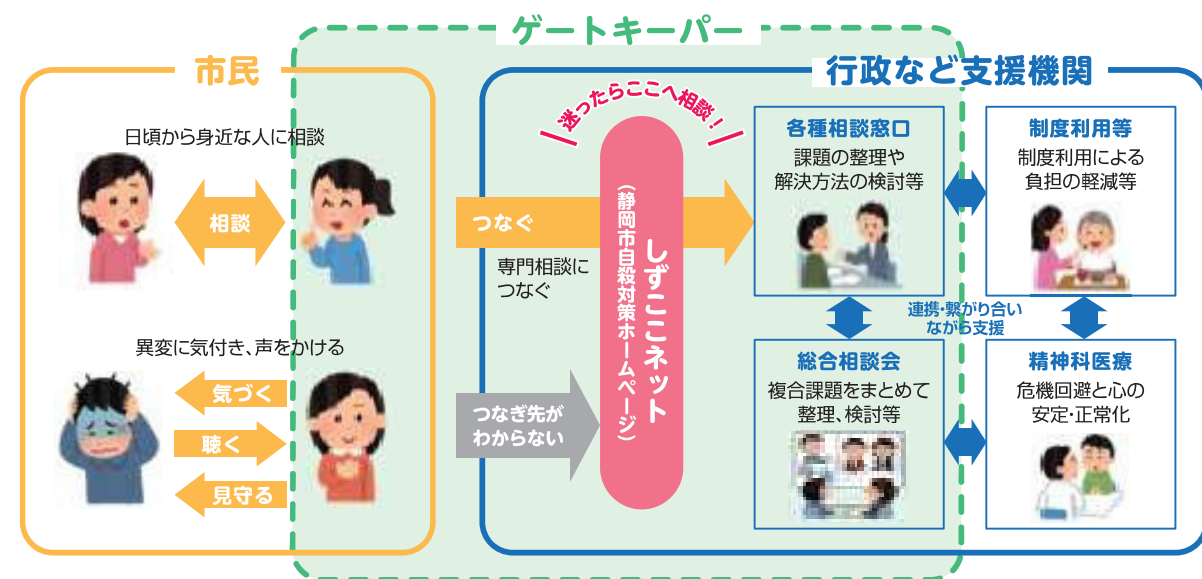 ゲートキーパー
市民
日頃から身近な人に相談
相談
異変に気付き、声をかける
気づく
聴く
見守る
行政など支援機関
迷ったらここへ相談！
つなぐ
専門相談に
つなぐ
つなぎ先が
わからない
しずここネット
（静岡市自殺対策ホームページ）
各種相談窓口
課題の整理や
解決方法の検討等
制度利用等
制度利用による
負担の軽減等
連携・繋がり合い
ながら支援
総合相談会
複合課題をまとめて
整理、検討等
精神科医療
危機回避と心の
安定・正常化